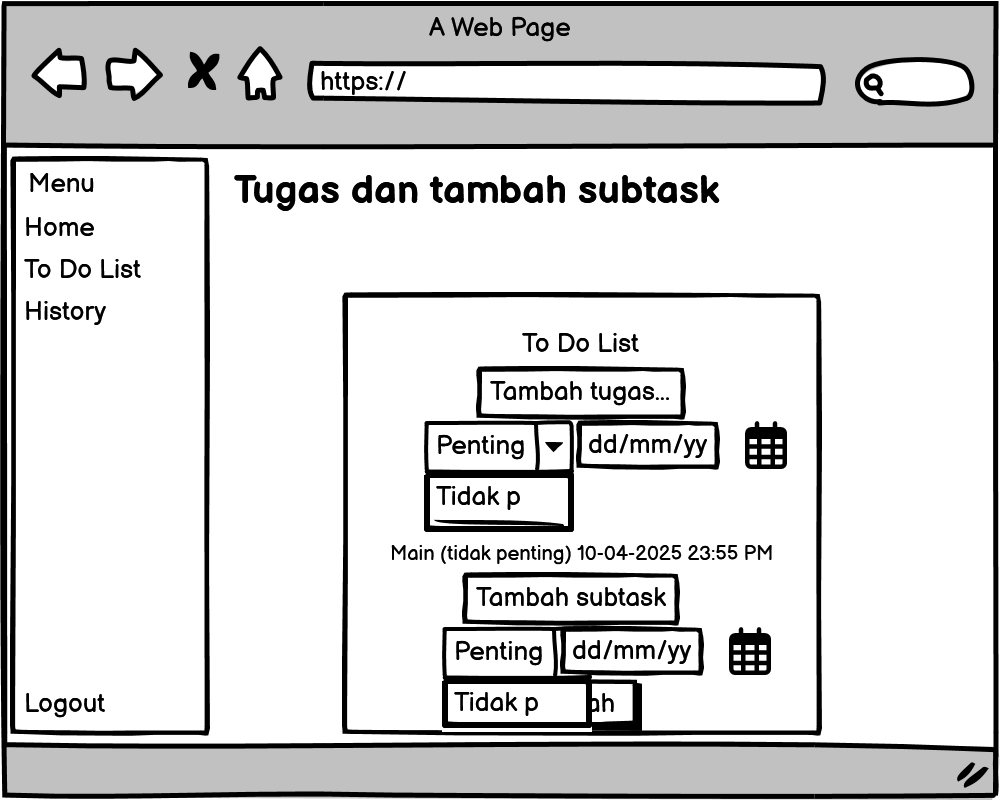 A Web Page
https://
Menu
Home
To Do List
History
Logout
Tugas dan tambah subtask
To Do List
Tambah tugas...
Penting dd/mm/yy
Tidak p
Main (tidak penting) 10-04-2025 23:55 PM
Tambah subtask
Penting dd/mm/yy
Tidak p ah